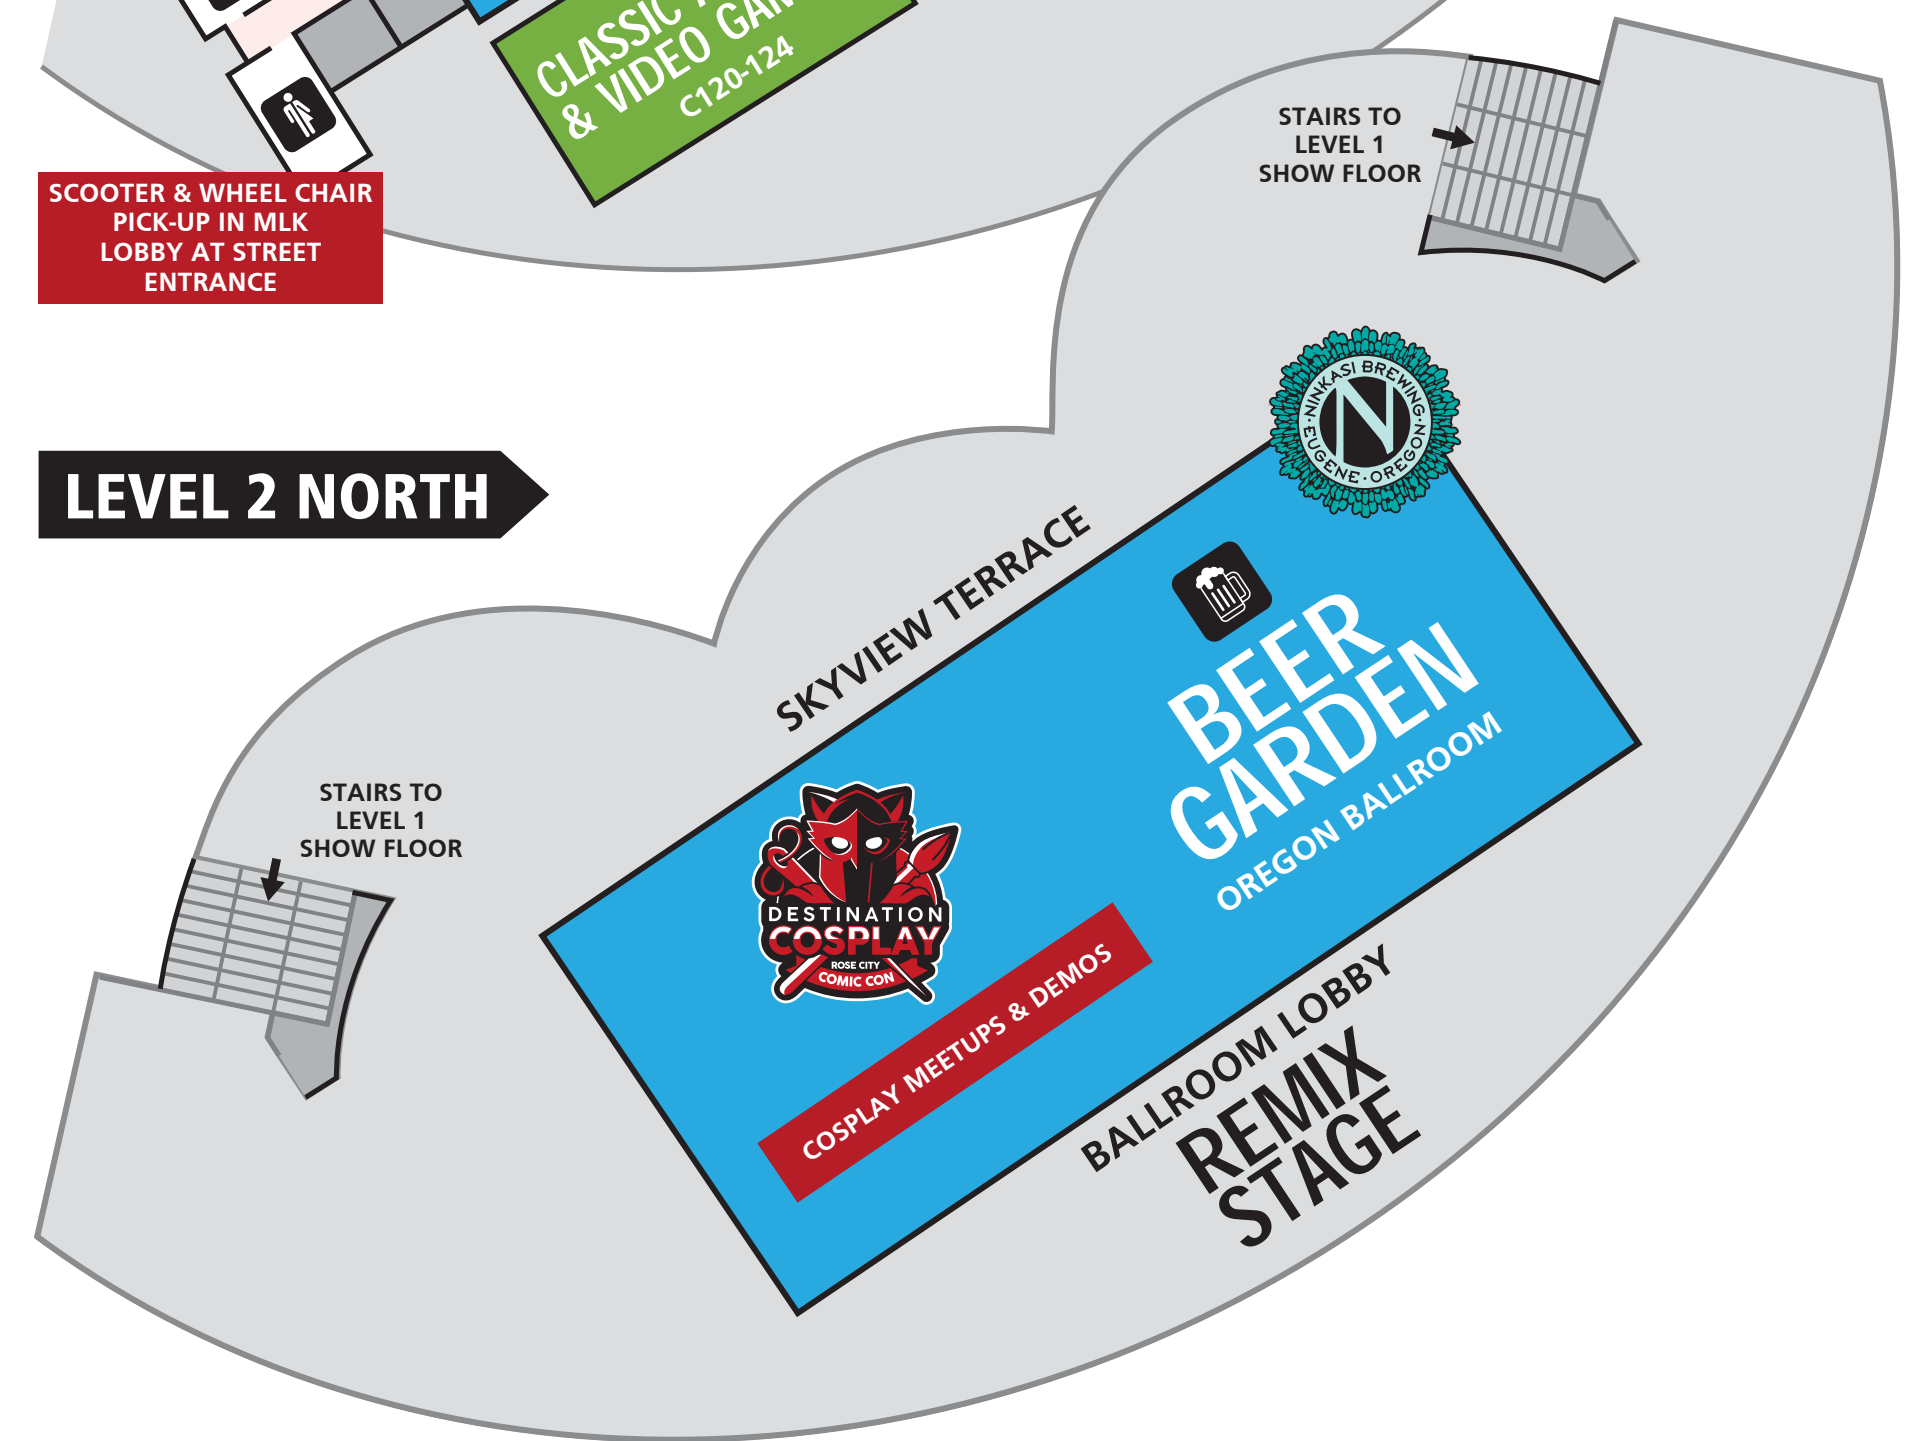 CLASSIC
& VIDEO GAM
C120-124
STAIRS TO
LEVEL 1
SHOW FLOOR
SCOOTER & WHEEL CHAIR
PICK-UP IN MLK
LOBBY AT STREET
ENTRANCE
NINKASI BREWING
EUGENE · OREGON
N
LEVEL 2 NORTH
SKYVIEW TERRACE
BEER
GARDEN
OREGON BALLROOM
STAIRS TO
LEVEL 1
SHOW FLOOR
DESTINATION
COSPLAY
ROSE CITY
COMIC CON
COSPLAY MEETUPS & DEMOS
BALLROOM LOBBY
REMIX
STAGE